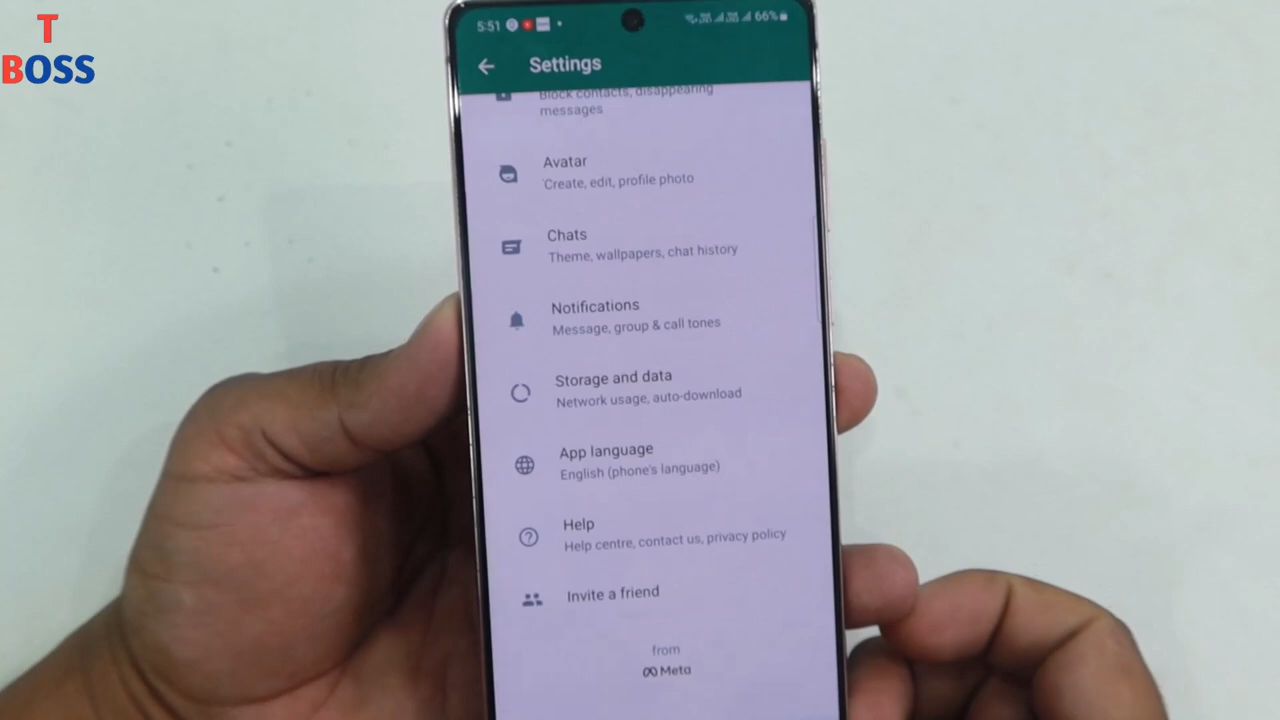 T
BOSS
5:51
66%
Settings
Block contacts, disappearing
messages
Avatar
Create, edit, profile photo
Chats
Theme, wallpapers, chat history
Notifications
Message, group & call tones
Storage and data
Network usage, auto-download
App language
English (phone's language)
Help
Help centre, contact us, privacy policy
Invite a friend
from
Meta